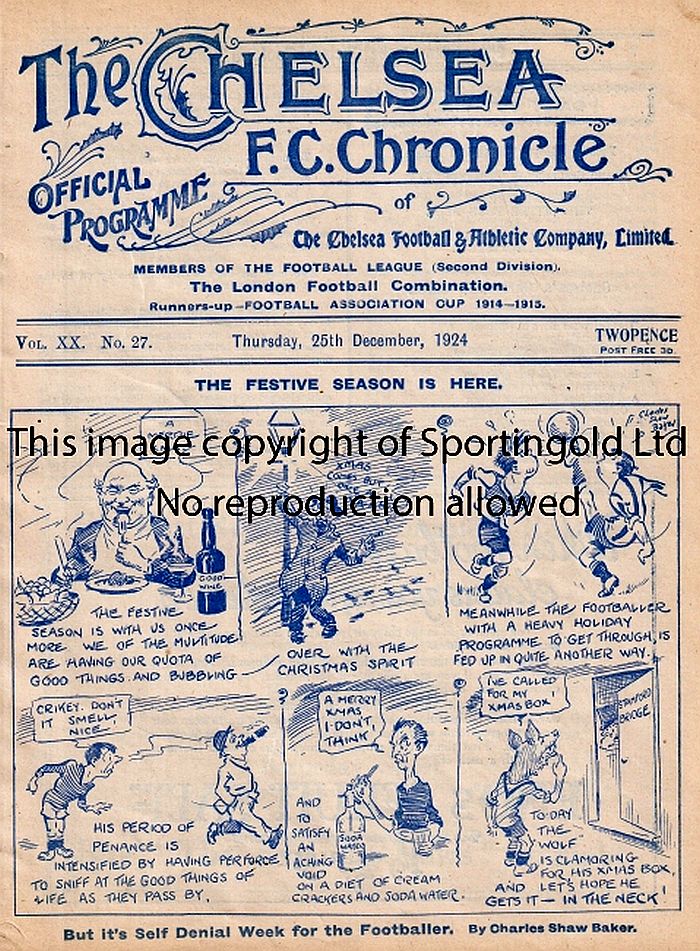 The CHELSEA
F.C. Chronicle
OFFICIAL
PROGRAMME
of
The Chelsea Football & Athletic Company, Limited.
MEMBERS OF THE FOOTBALL LEAGUE (Second Division).
The London Football Combination.
Runners-up—FOOTBALL ASSOCIATION CUP 1914—1915.
VOL. XX. No. 27.
Thursday, 25th December, 1924
TWOPENCE
POST FREE 3D.
THE FESTIVE SEASON IS HERE.
This image copyright of Sportingold Ltd
No reproduction allowed
A
XMAS
COMES BUT
Charles
Shaw
Baker
GOOD
WINE
THE FESTIVE
SEASON IS WITH US ONCE
MORE WE OF THE MULTITUDE
ARE HAVING OUR QUOTA OF
GOOD THINGS. AND BUBBLING
OVER WITH THE
CHRISTMAS SPIRIT
MEANWHILE THE FOOTBALLER
WITH A HEAVY HOLIDAY
PROGRAMME TO GET THROUGH, IS
FED UP IN QUITE ANOTHER WAY.
CRIKEY. DON'T
IT SMELL
NICE
HIS PERIOD OF
PENANCE IS
INTENSIFIED BY HAVING PERFORCE
TO SNIFF AT THE GOOD THINGS OF
LIFE AS THEY PASS BY,
A MERRY
XMAS
I-DON'T,
THINK
SODA
WATER
AND
TO
SATISFY
AN
ACHING
VOID
ON A DIET OF CREAM
CRACKERS AND SODA WATER.
I'VE CALLED
FOR MY
XMAS BOX!
STAMFORD
BRIDGE
TO-DAY
THE
WOLF
IS CLAMORING
FOR HIS XMAS BOX,
AND LET'S HOPE HE
GETS IT — IN THE NECK!
But it's Self Denial Week for the Footballer. By Charles Shaw Baker.